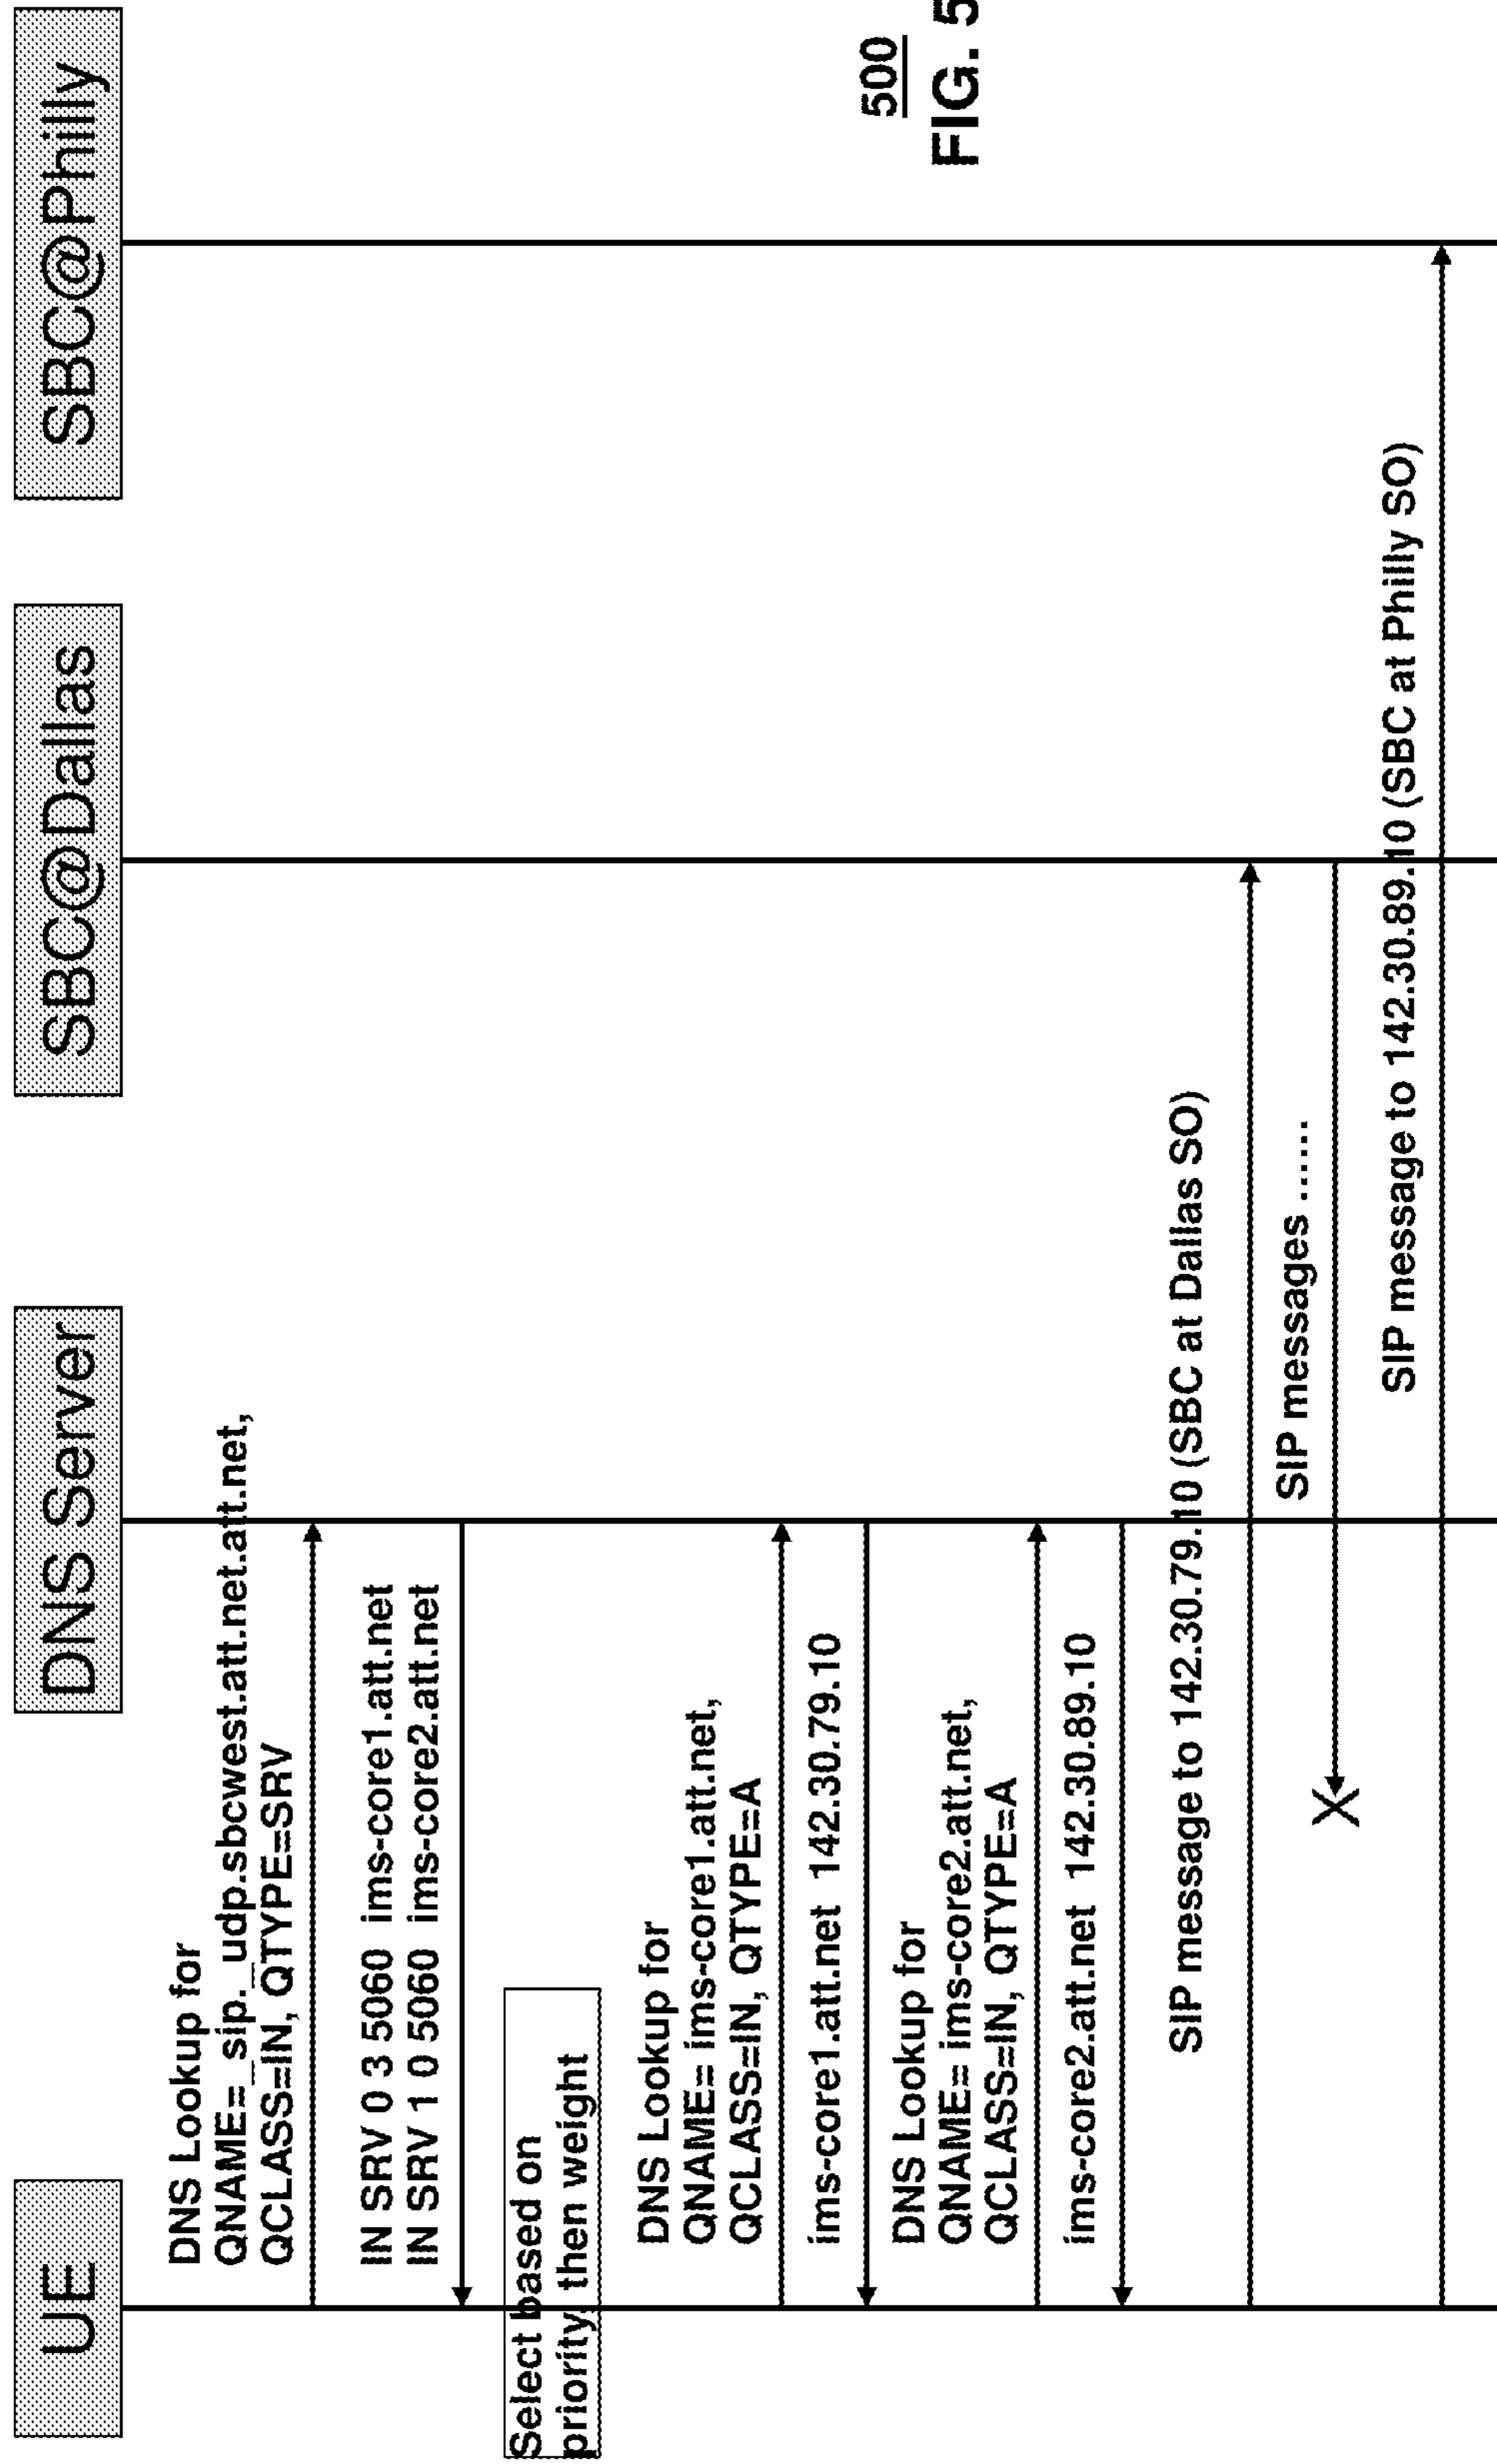 UE
DNS Server
SBC@Dallas
SBC@Philly
DNS Lookup for
QNAME=_sip._udp.sbcwest.att.net.att.net,
QCLASS=IN, QTYPE=SRV
IN SRV 0 3 5060 ims-core1.att.net
IN SRV 1 0 5060 ims-core2.att.net
Select based on
priority, then weight
DNS Lookup for
QNAME= ims-core1.att.net,
QCLASS=IN, QTYPE=A
ims-core1.att.net 142.30.79.10
DNS Lookup for
QNAME= ims-core2.att.net,
QCLASS=IN, QTYPE=A
ims-core2.att.net 142.30.89.10
SIP message to 142.30.79.10 (SBC at Dallas SO)
SIP messages ......
X
SIP message to 142.30.89.10 (SBC at Philly SO)
500
FIG. 5